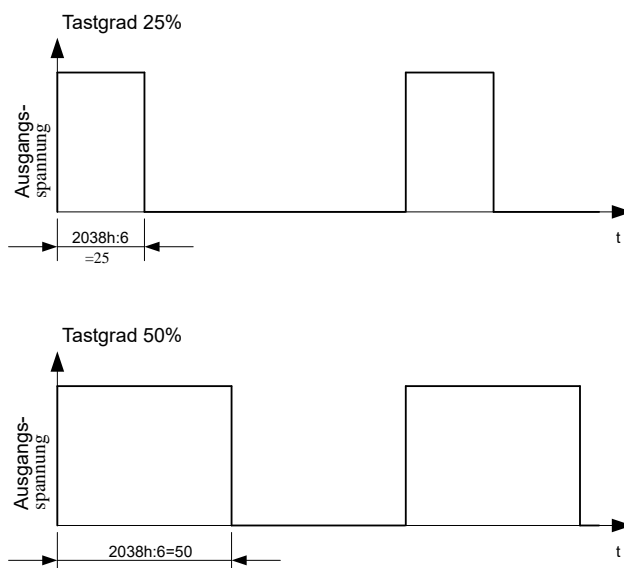 Tastgrad 25%
Ausgangs-
spannung
2038h:6
=25
t
Tastgrad 50%
Ausgangs-
spannung
2038h:6=50
t